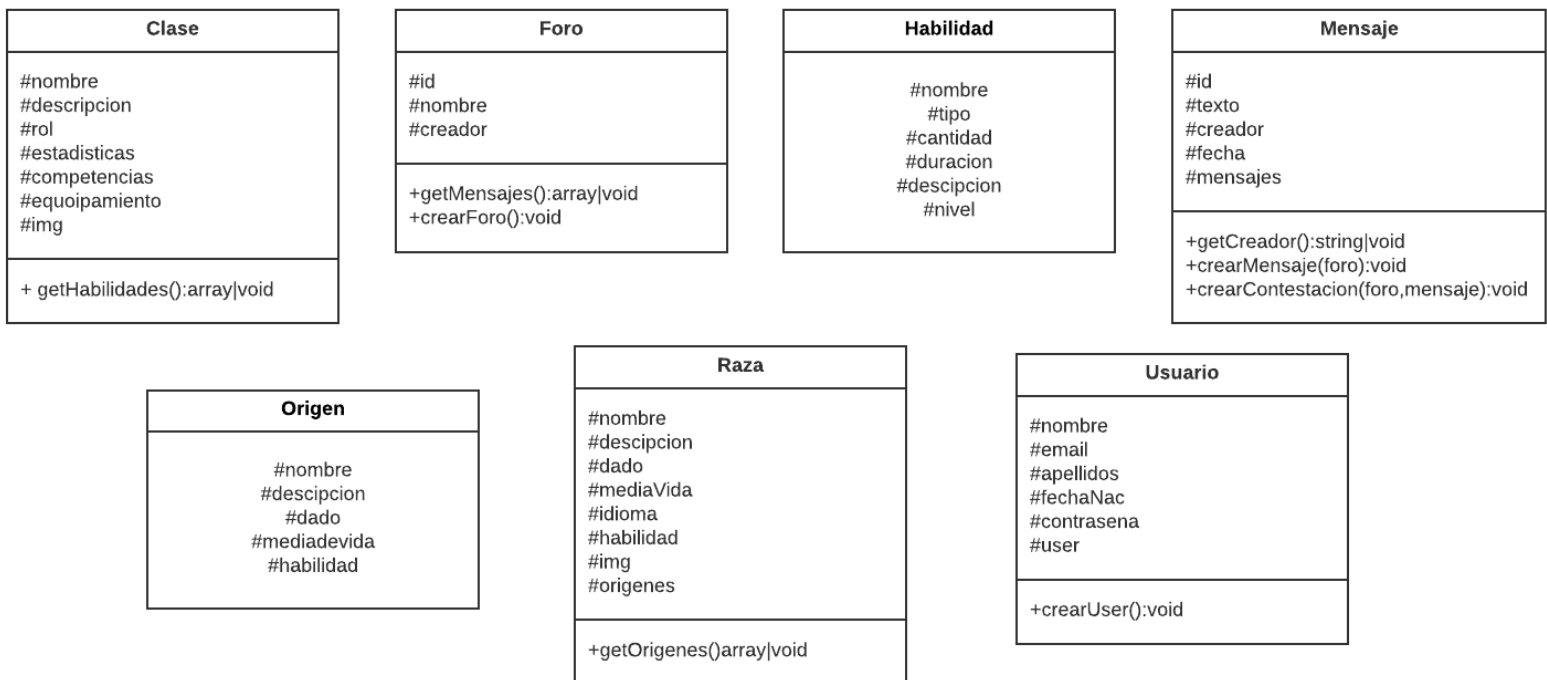 Clase
#nombre
#descripcion
#rol
#estadisticas
#competencias
#equoipamiento
#img
+ getHabilidades():array|void
Foro
#id
#nombre
#creador
+getMensajes():array|void
+crearForo():void
Habilidad
#nombre
#tipo
#cantidad
#duracion
#descipcion
#nivel
Mensaje
#id
#texto
#creador
#fecha
#mensajes
+getCreador():string|void
+crearMensaje(foro):void
+crearContestacion(foro,mensaje):void
Origen
#nombre
#descipcion
#dado
#mediadevida
#habilidad
Raza
#nombre
#descipcion
#dado
#mediaVida
#idioma
#habilidad
#img
#origenes
+getOrigenes()array|void
Usuario
#nombre
#email
#apellidos
#fechaNac
#contrasena
#user
+crearUser():void